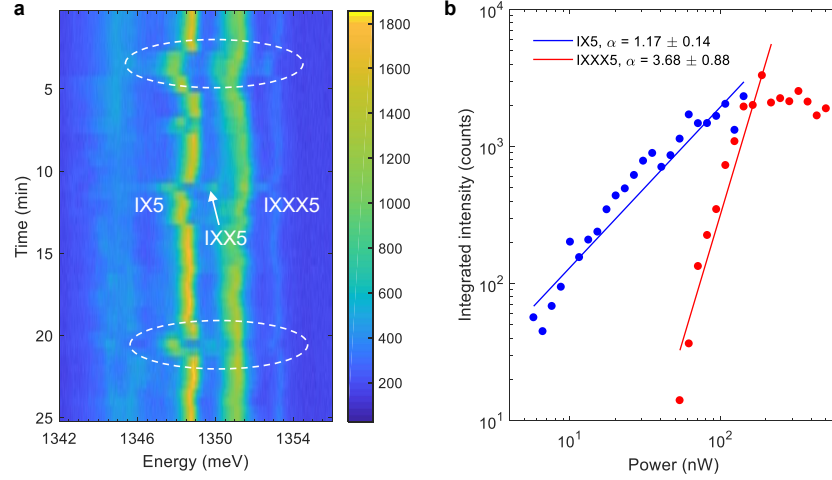 a
b
Time (min)
5
10
15
20
25
IX5
IXX5
IXXX5
1342
1346
1350
1354
Energy (meV)
1800
1600
1400
1200
1000
800
600
400
200
Integrated intensity (counts)
10^4
10^3
10^2
10^1
IX5, α = 1.17 ± 0.14
IXXX5, α = 3.68 ± 0.88
10^1
10^2
Power (nW)